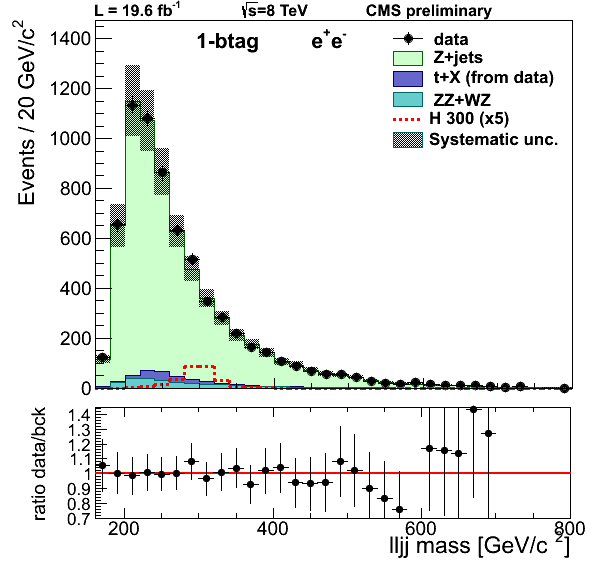 L = 19.6 fb⁻¹ √s=8 TeV CMS preliminary
1-btag e⁺e⁻
data
Z+jets
t+X (from data)
ZZ+WZ
H 300 (x5)
Systematic unc.
Events / 20 GeV/c²
1400
1200
1000
800
600
400
200
0
ratio data/bck
1.4
1.3
1.2
1.1
1
0.9
0.8
0.7
200 400 600 800
lljj mass [GeV/c²]